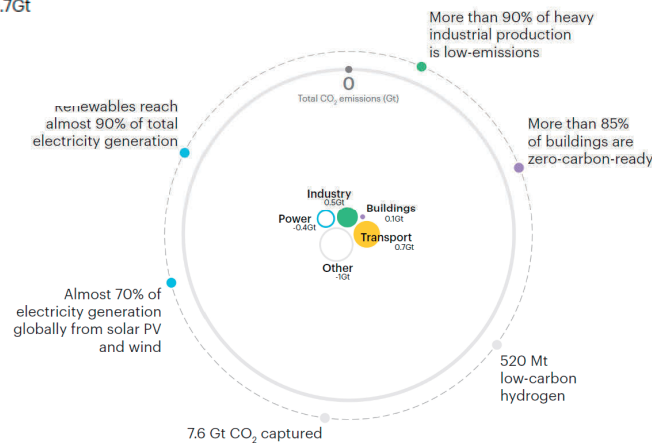 .7Gt
More than 90% of heavy
industrial production
is low-emissions
0
Total CO₂ emissions (Gt)
Renewables reach
almost 90% of total
electricity generation
More than 85%
of buildings are
zero-carbon-ready
Industry
0.5Gt
Buildings
0.1Gt
Power
-0.4Gt
Transport
0.7Gt
Other
-1Gt
Almost 70% of
electricity generation
globally from solar PV
and wind
520 Mt
low-carbon
hydrogen
7.6 Gt CO₂ captured